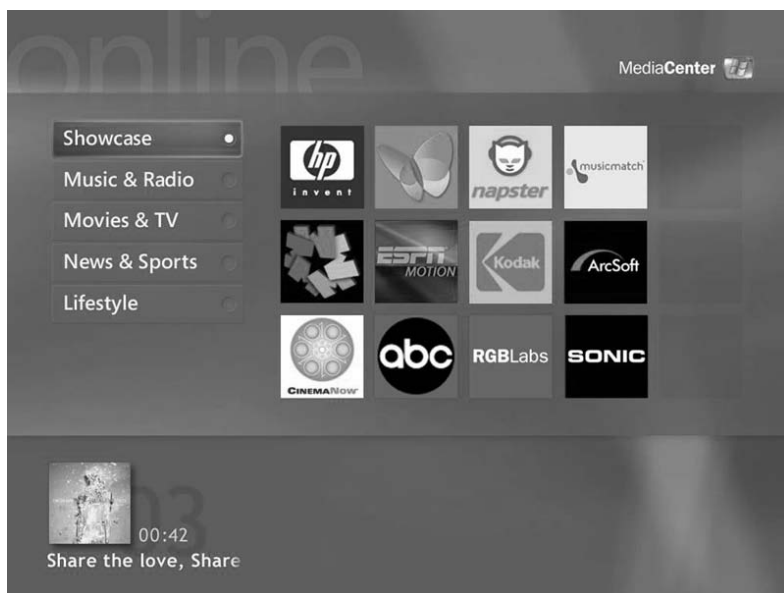 online
MediaCenter
Showcase
Music & Radio
Movies & TV
News & Sports
Lifestyle
hp
invent
napster
musicmatch
ESPN
MOTION
Kodak
ArcSoft
CINEMANOW
abc
RGBLabs
SONIC
03
00:42
Share the love, Share